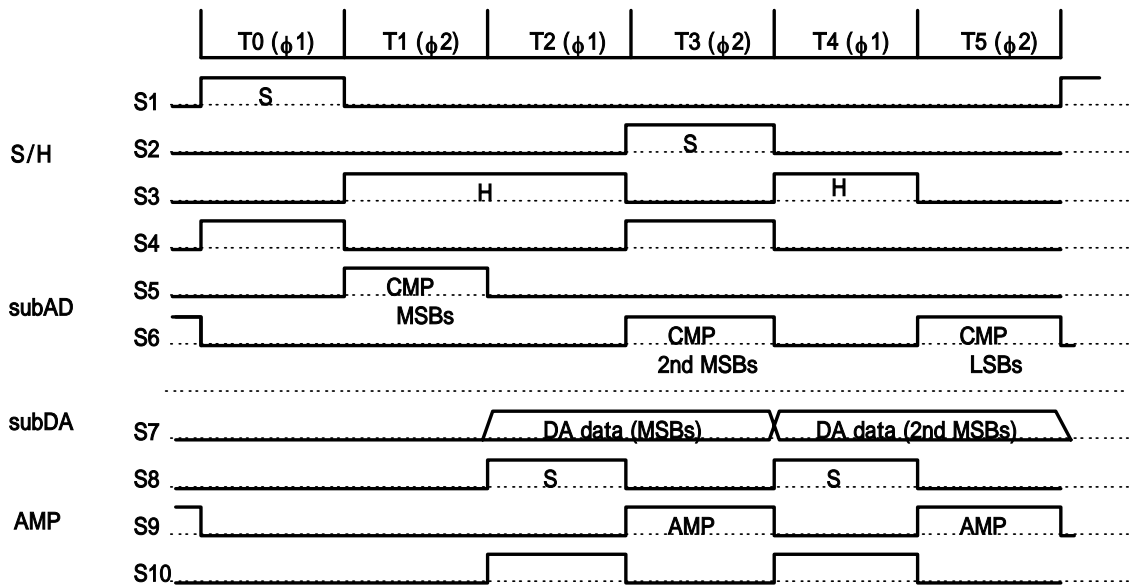 T0 (ϕ1) T1 (ϕ2) T2 (ϕ1) T3 (ϕ2) T4 (ϕ1) T5 (ϕ2)
S1 S
S/H S2 S
S3 H H
S4
subAD S5 CMP
MSBs
S6 CMP CMP
2nd MSBs LSBs
subDA S7 DA data (MSBs) DA data (2nd MSBs)
S8 S S
AMP S9 AMP AMP
S10